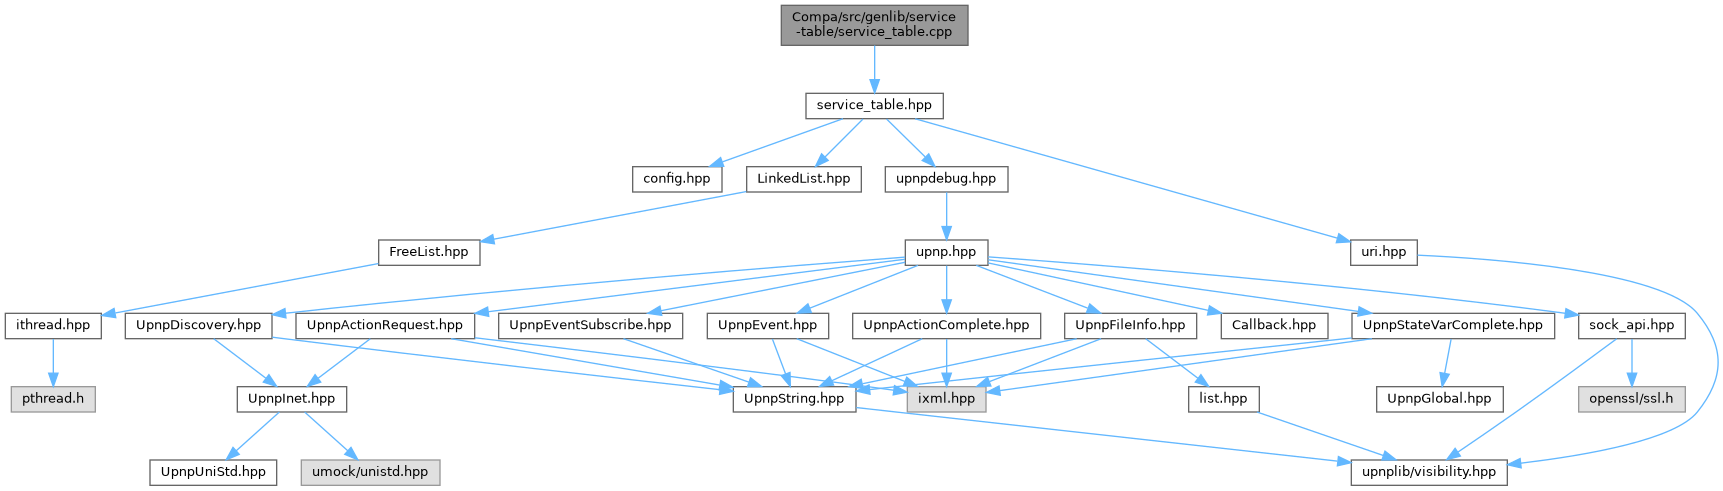 Compa/src/genlib/service
-table/service_table.cpp
service_table.hpp
config.hpp
LinkedList.hpp
upnpdebug.hpp
FreeList.hpp
upnp.hpp
uri.hpp
ithread.hpp
UpnpDiscovery.hpp
UpnpActionRequest.hpp
UpnpEventSubscribe.hpp
UpnpEvent.hpp
UpnpActionComplete.hpp
UpnpFileInfo.hpp
Callback.hpp
UpnpStateVarComplete.hpp
sock_api.hpp
pthread.h
UpnpInet.hpp
UpnpString.hpp
ixml.hpp
list.hpp
UpnpGlobal.hpp
openssl/ssl.h
UpnpUniStd.hpp
umock/unistd.hpp
upnplib/visibility.hpp